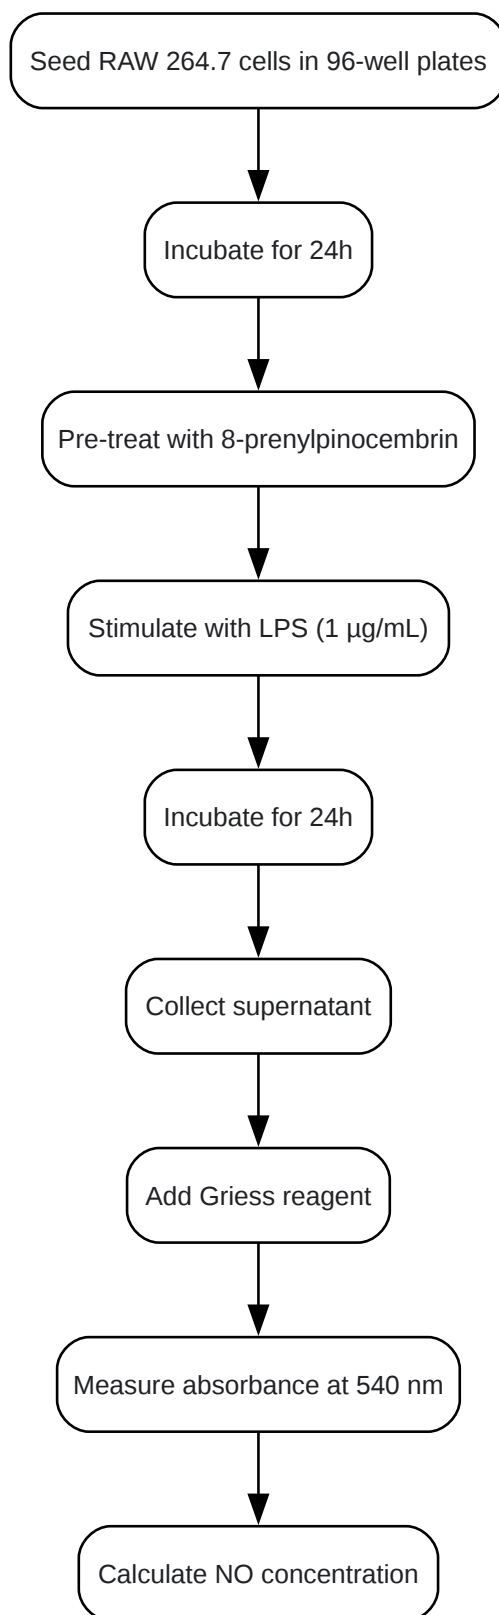 Seed RAW 264.7 cells in 96-well plates
Incubate for 24h
Pre-treat with 8-prenylpinocembrin
Stimulate with LPS (1 µg/mL)
Incubate for 24h
Collect supernatant
Add Griess reagent
Measure absorbance at 540 nm
Calculate NO concentration